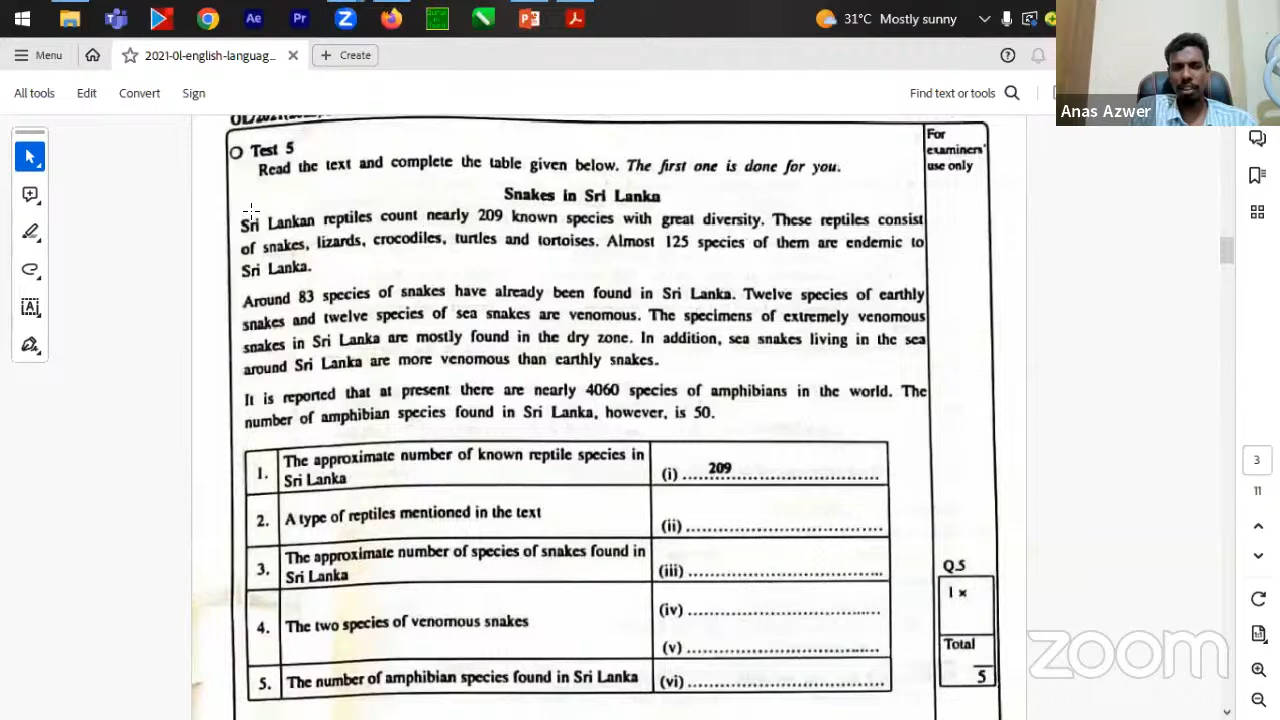 Ae
Pr
31°C Mostly sunny
Menu
2021-0l-english-languag...
Create
All tools
Edit
Convert
Sign
Find text or tools
Anas Azwer
For
examiners'
use only
Test 5
Read the text and complete the table given below. The first one is done for you.
Snakes in Sri Lanka
Sri Lankan reptiles count nearly 209 known species with great diversity. These reptiles consist
of snakes, lizards, crocodiles, turtles and tortoises. Almost 125 species of them are endemic to
Sri Lanka.
Around 83 species of snakes have already been found in Sri Lanka. Twelve species of earthly
snakes and twelve species of sea snakes are venomous. The specimens of extremely venomous
snakes in Sri Lanka are mostly found in the dry zone. In addition, sea snakes living in the sea
around Sri Lanka are more venomous than earthly snakes.
It is reported that at present there are nearly 4060 species of amphibians in the world. The
number of amphibian species found in Sri Lanka, however, is 50.
1. The approximate number of known reptile species in
Sri Lanka
(i) ........209..............................
2. A type of reptiles mentioned in the text
(ii) ......................................
3. The approximate number of species of snakes found in
Sri Lanka
(iii) ......................................
4. The two species of venomous snakes
(iv) ......................................
(v) ......................................
5. The number of amphibian species found in Sri Lanka
(vi) ......................................
Q.5
1 ×
Total
5
3
11
zoom